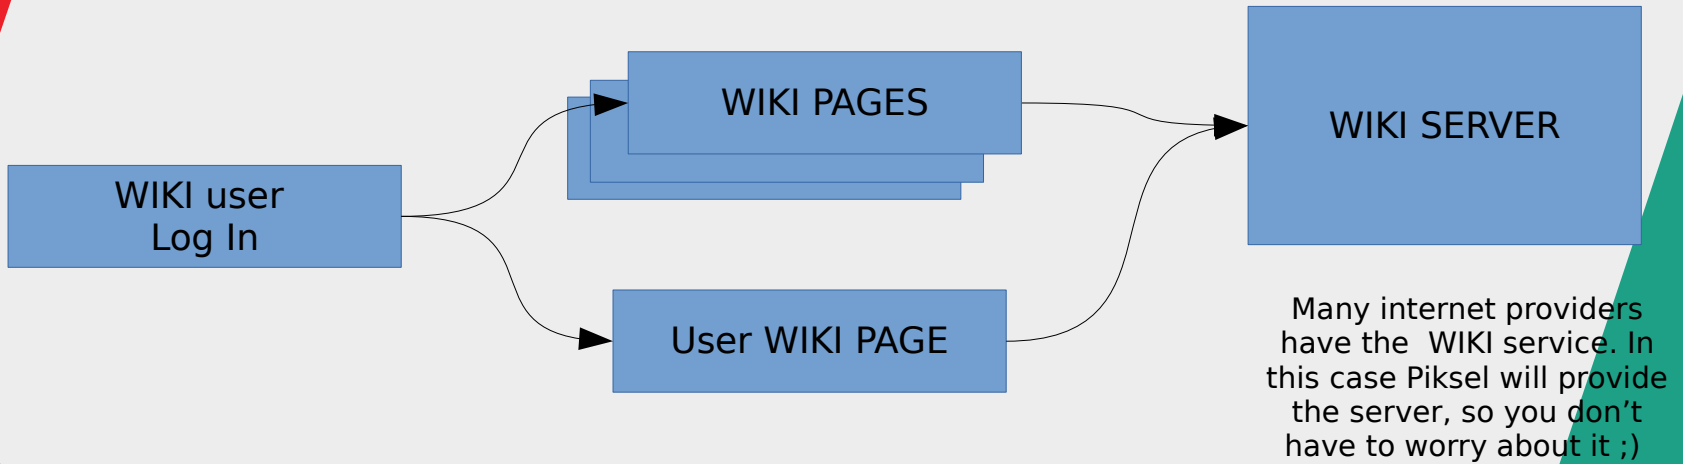 WIKI PAGES
WIKI SERVER
WIKI user
Log In
User WIKI PAGE
Many internet providers
have the  WIKI service. In
this case Piksel will provide
the server, so you don’t
have to worry about it ;)